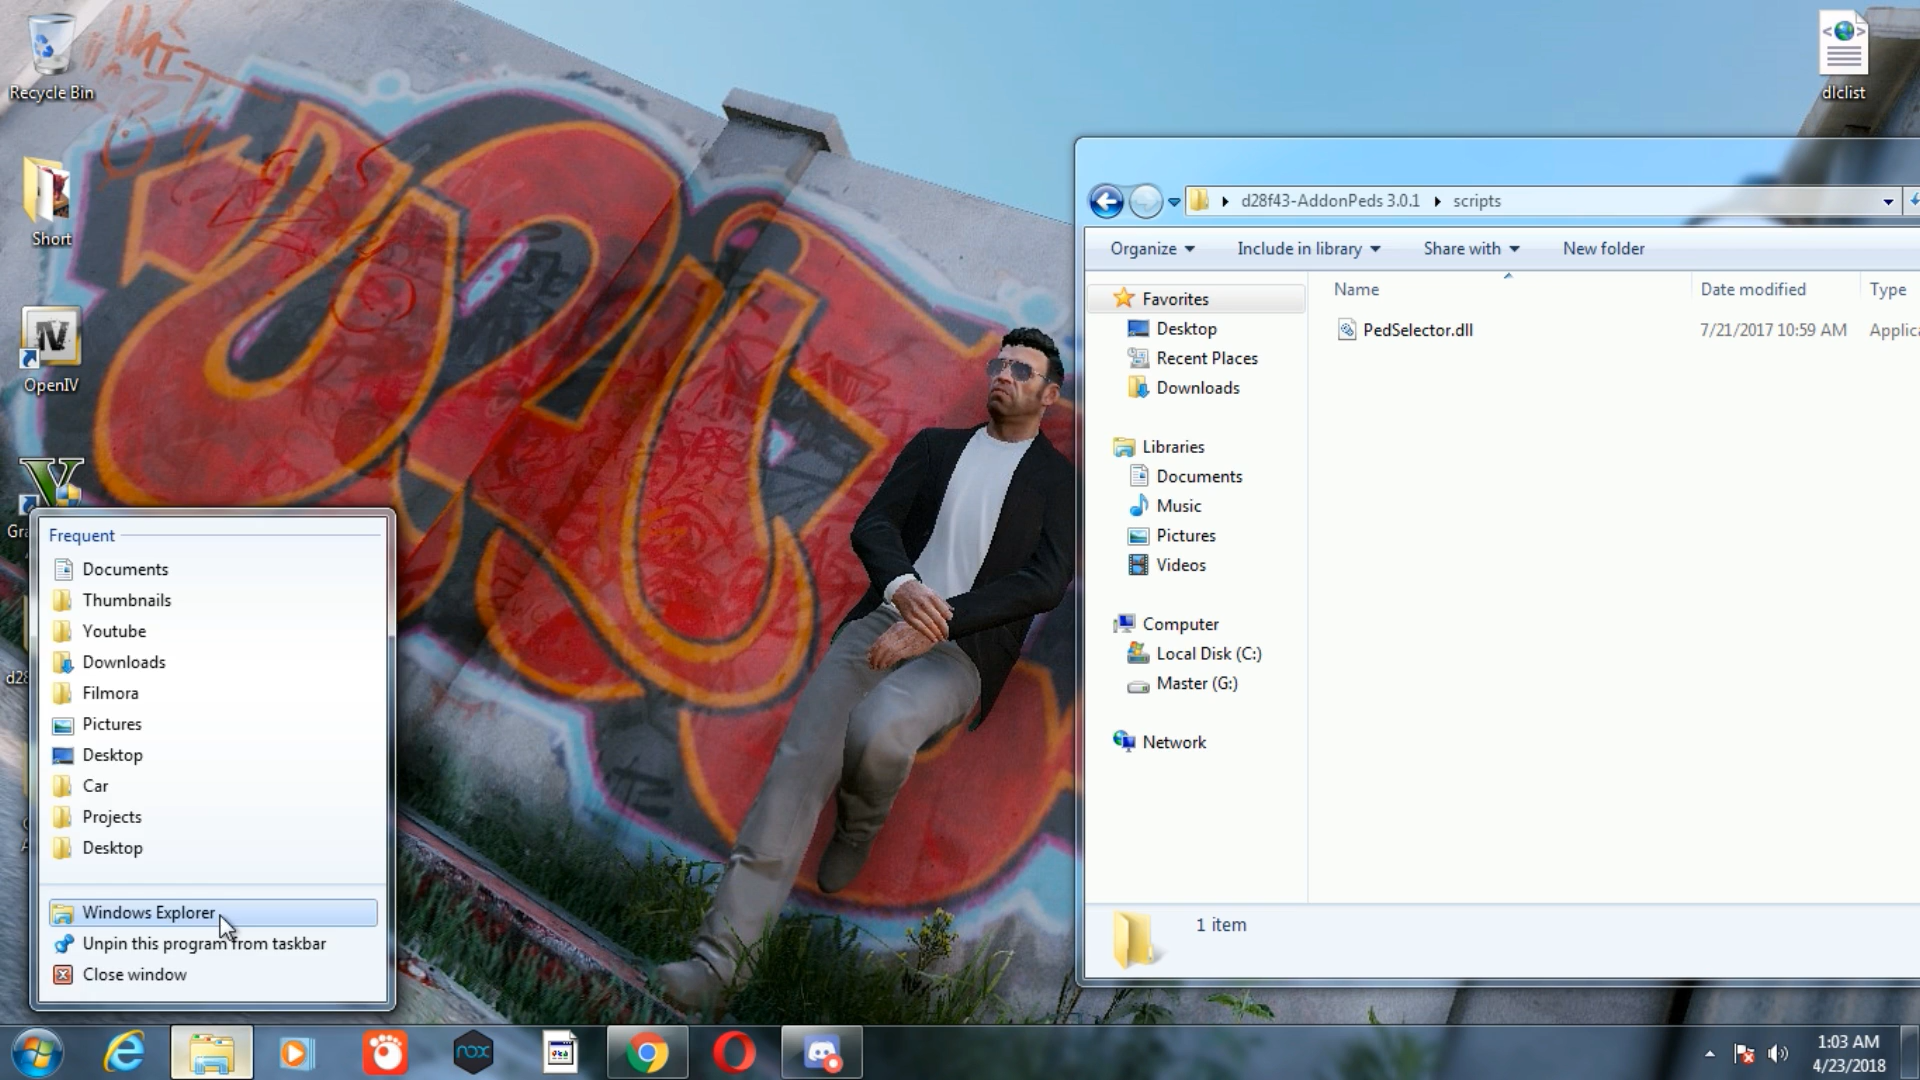 Recycle Bin
Short
OpenIV
Gra
d28
dlclist
d28f43-AddonPeds 3.0.1
scripts
Organize
Include in library
Share with
New folder
Favorites
Desktop
Recent Places
Downloads
Libraries
Documents
Music
Pictures
Videos
Computer
Local Disk (C:)
Master (G:)
Network
Name
Date modified
Type
PedSelector.dll
7/21/2017 10:59 AM
Applica
1 item
Frequent
Documents
Thumbnails
Youtube
Downloads
Filmora
Pictures
Desktop
Car
Projects
Desktop
Windows Explorer
Unpin this program from taskbar
Close window
nox
1:03 AM
4/23/2018